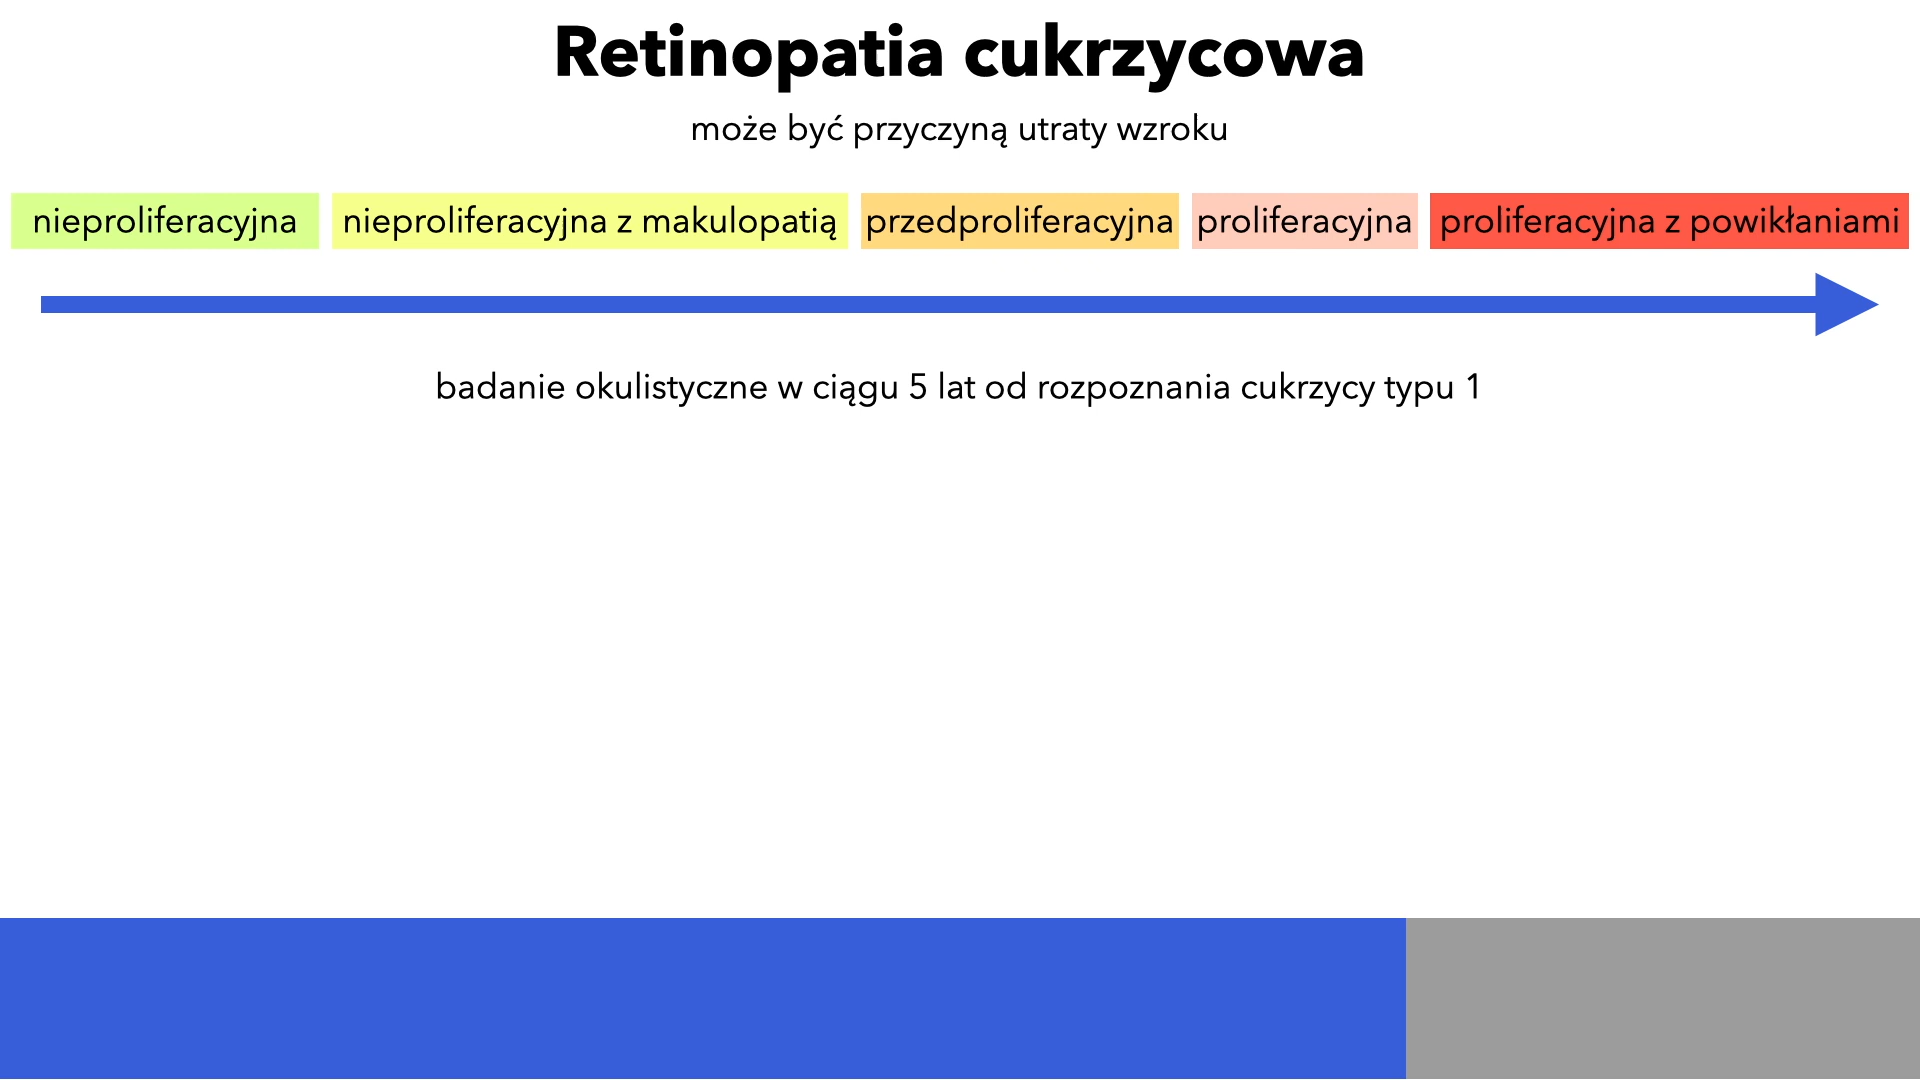 Retinopatia cukrzycowa
może być przyczyną utraty wzroku
nieproliferacyjna
nieproliferacyjna z makulopatią
przedproliferacyjna
proliferacyjna
proliferacyjna z powikłaniami
badanie okulistyczne w ciągu 5 lat od rozpoznania cukrzycy typu 1